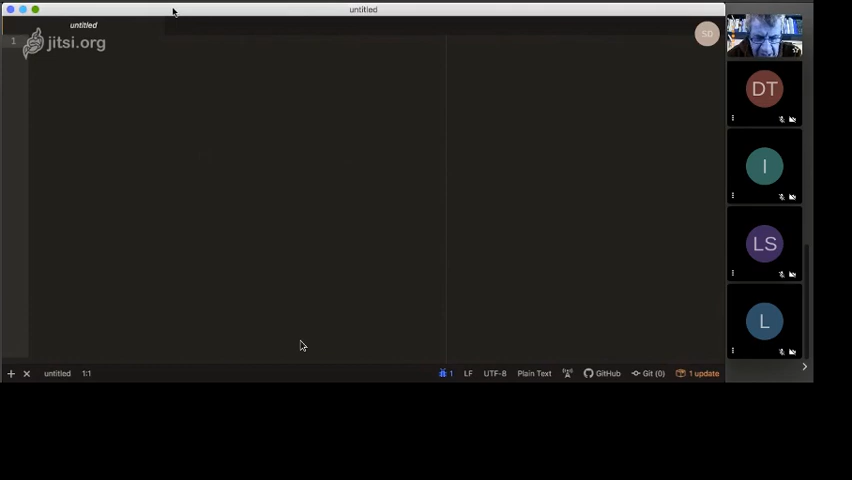 untitled
untitled
1
jitsi.org
SD
DT
I
LS
L
untitled 1:1 1 LF UTF-8 Plain Text GitHub Git (0) 1 update